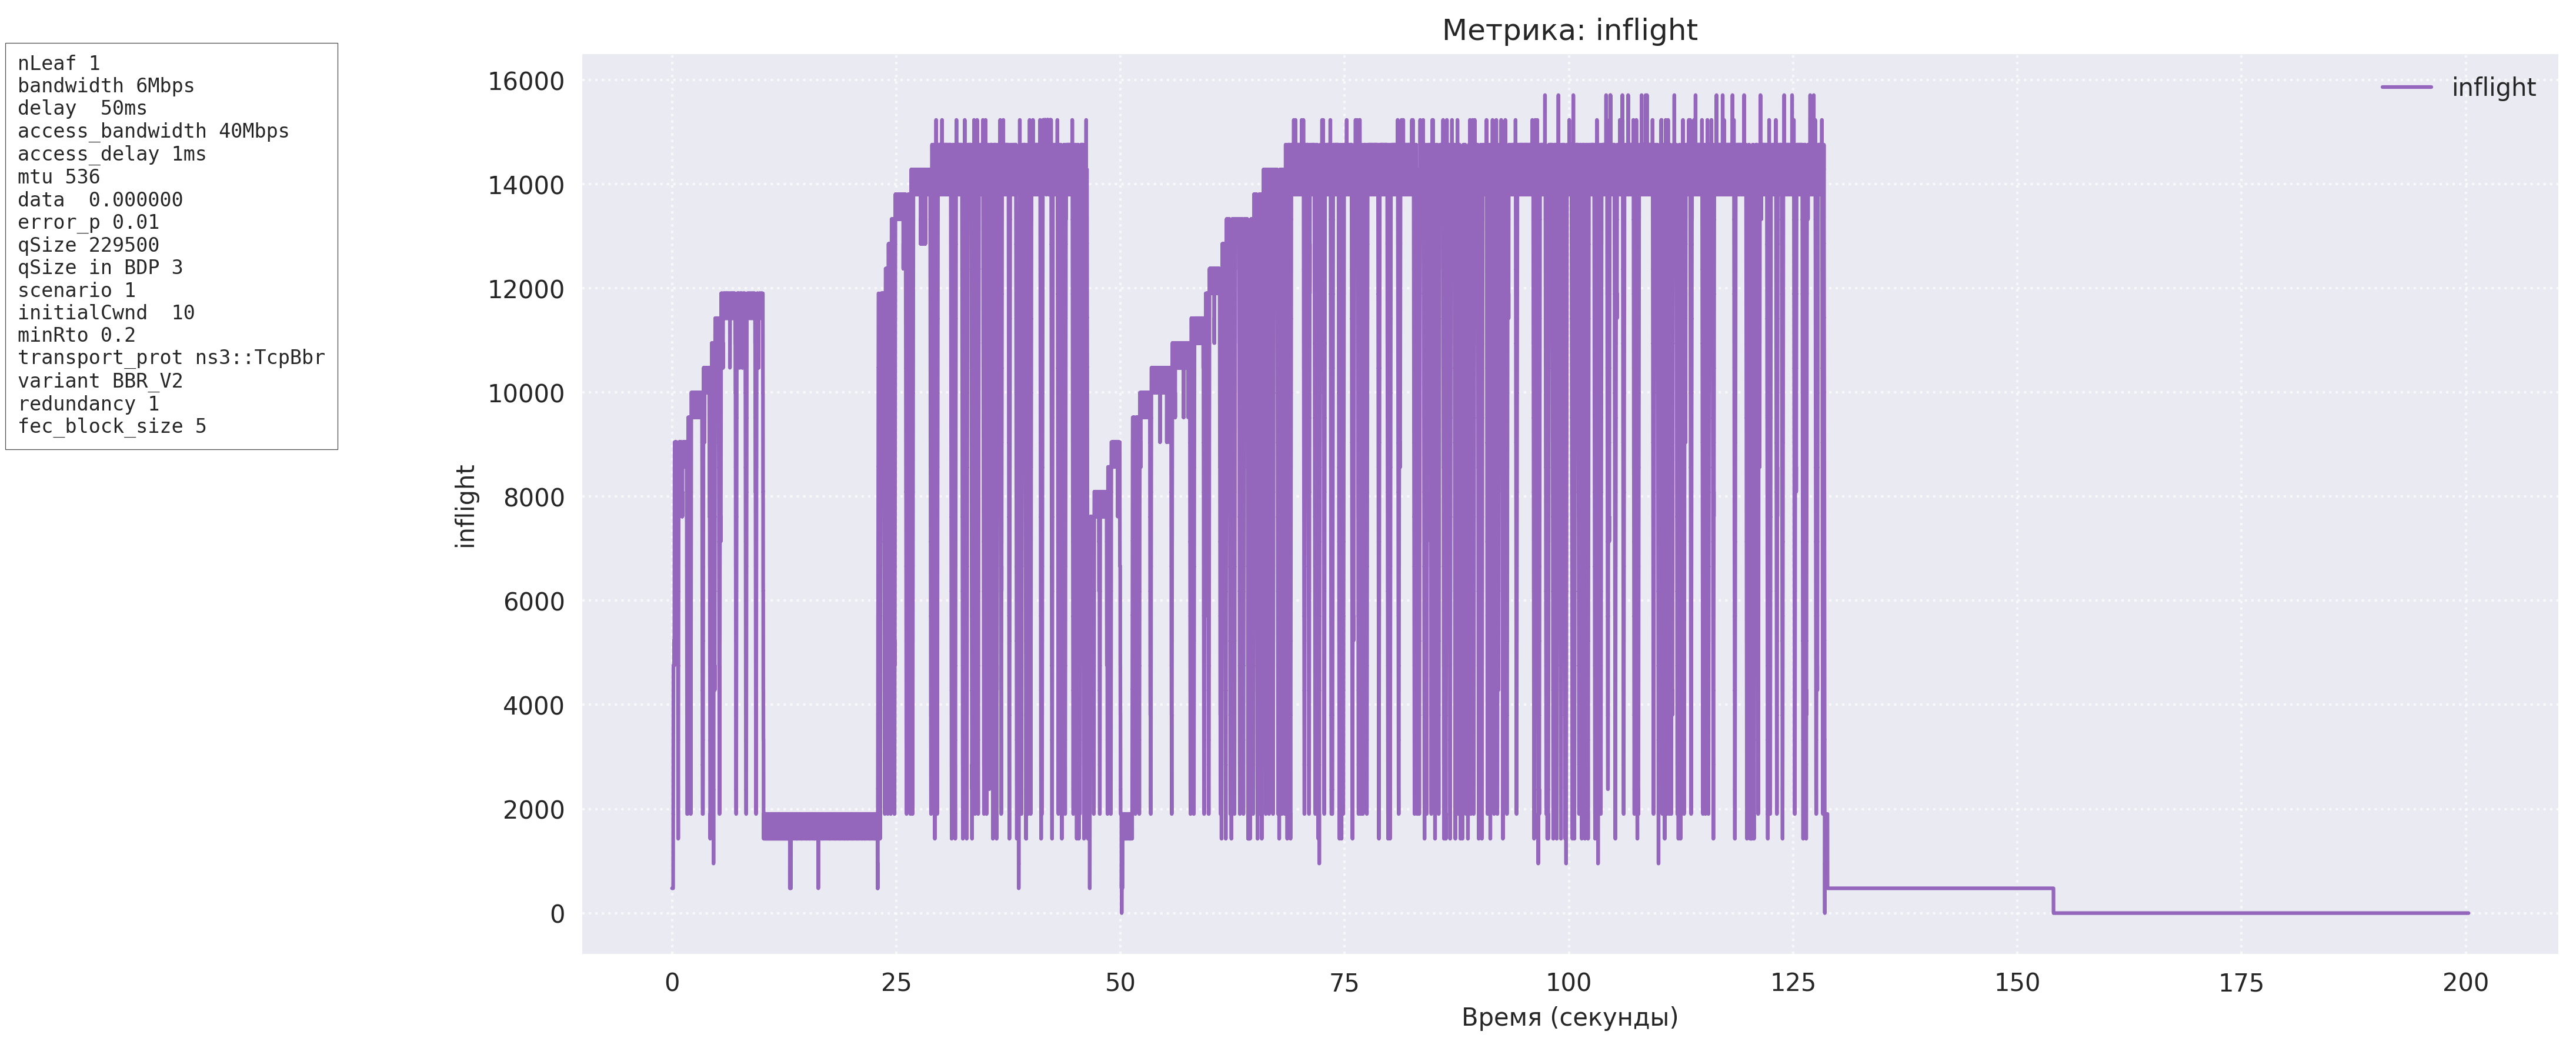 Метрика: inflight
nLeaf 1
bandwidth 6Mbps
delay  50ms
access_bandwidth 40Mbps
access_delay 1ms
mtu 536
data  0.000000
error_p 0.01
qSize 229500
qSize in BDP 3
scenario 1
initialCwnd  10
minRto 0.2
transport_prot ns3::TcpBbr
variant BBR_V2
redundancy 1
fec_block_size 5
inflight
16000
14000
12000
10000
8000
6000
4000
2000
0
inflight
0 25 50 75 100 125 150 175 200
Время (секунды)